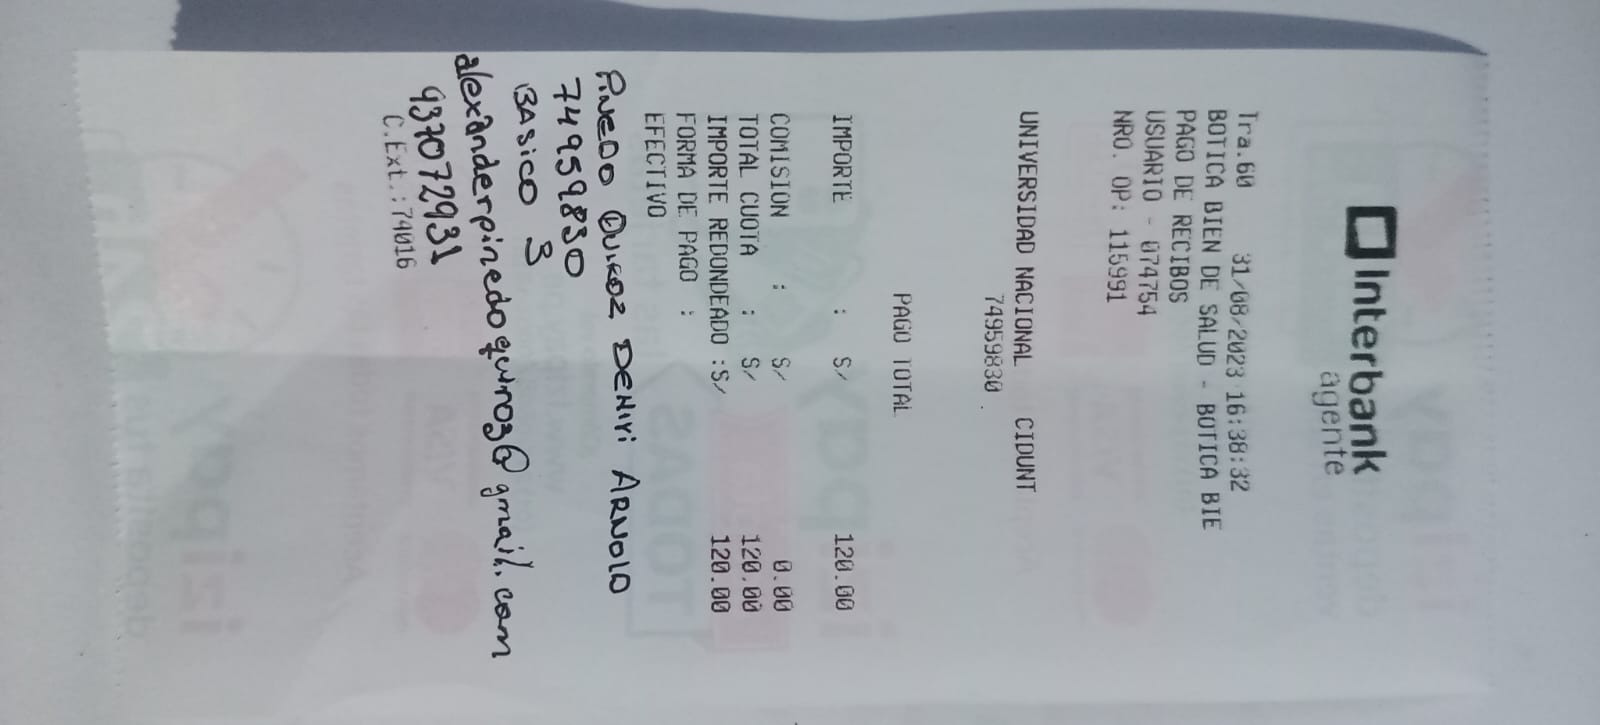 Interbank
agente
Tra.60 31/08/2023 16:38:32
BOTICA BIEN DE SALUD - BOTICA BIE
PAGO DE RECIBOS
USUARIO - 074754
NRO. OP: 115991
UNIVERSIDAD NACIONAL CIDUNT
74959830
PAGO TOTAL
IMPORTE : S/ 120.00
COMISION : S/ 0.00
TOTAL CUOTA : S/ 120.00
IMPORTE REDONDEADO :S/ 120.00
FORMA DE PAGO :
EFECTIVO
PINEDO QUIROZ DENIYI ARNOLD
74959830
BASICO 3
alexanderpinedoquiroz@gmail.com
937072931
C.Ext.:74016